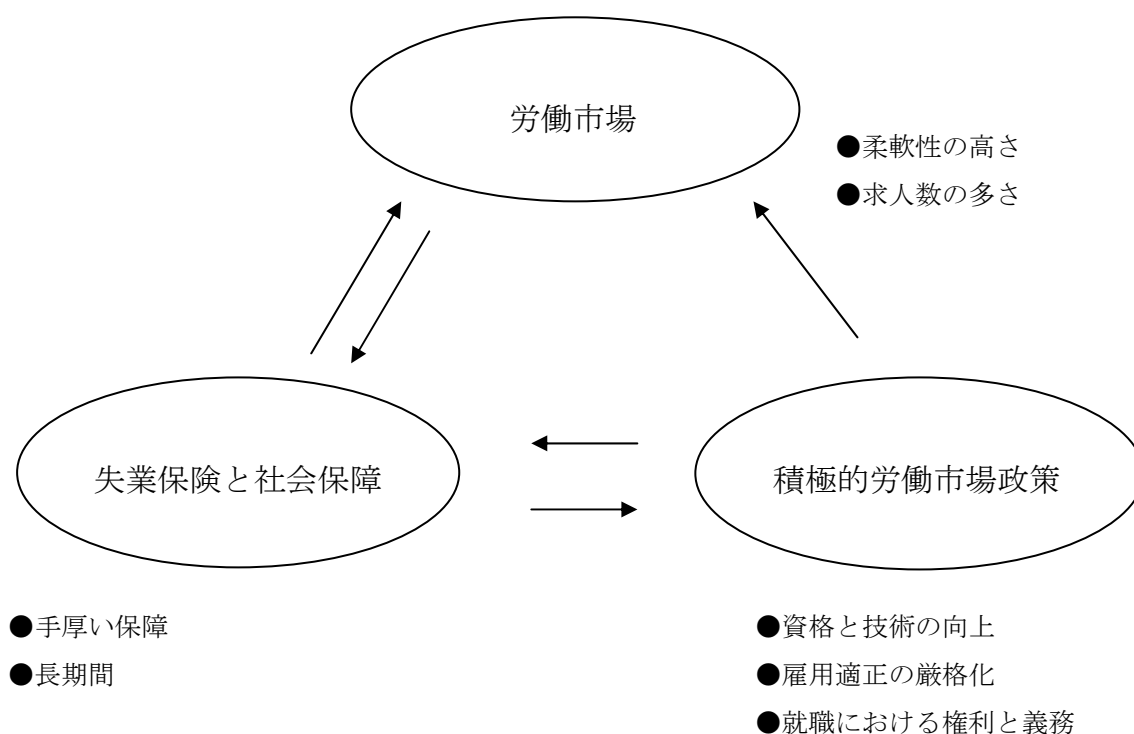 労働市場
●柔軟性の高さ
●求人数の多さ
失業保険と社会保障
積極的労働市場政策
●手厚い保障
●長期間
●資格と技術の向上
●雇用適正の厳格化
●就職における権利と義務